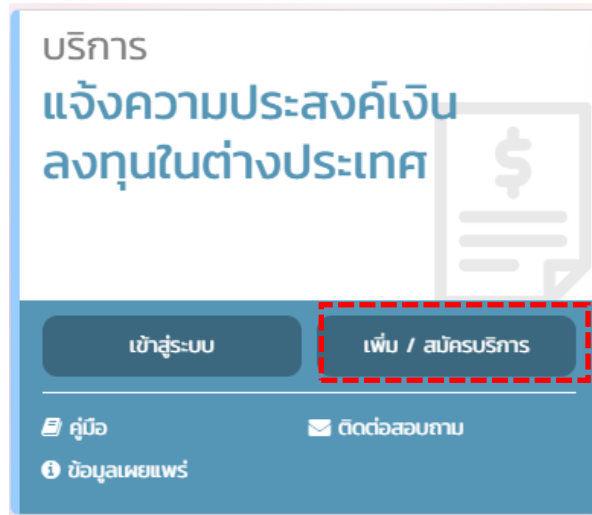 บริการ
แจ้งความประสงค์เงิน
ลงทุนในต่างประเทศ
$
เข้าสู่ระบบ
เพิ่ม / สมัครบริการ
คู่มือ
ติดต่อสอบถาม
ข้อมูลเผยแพร่